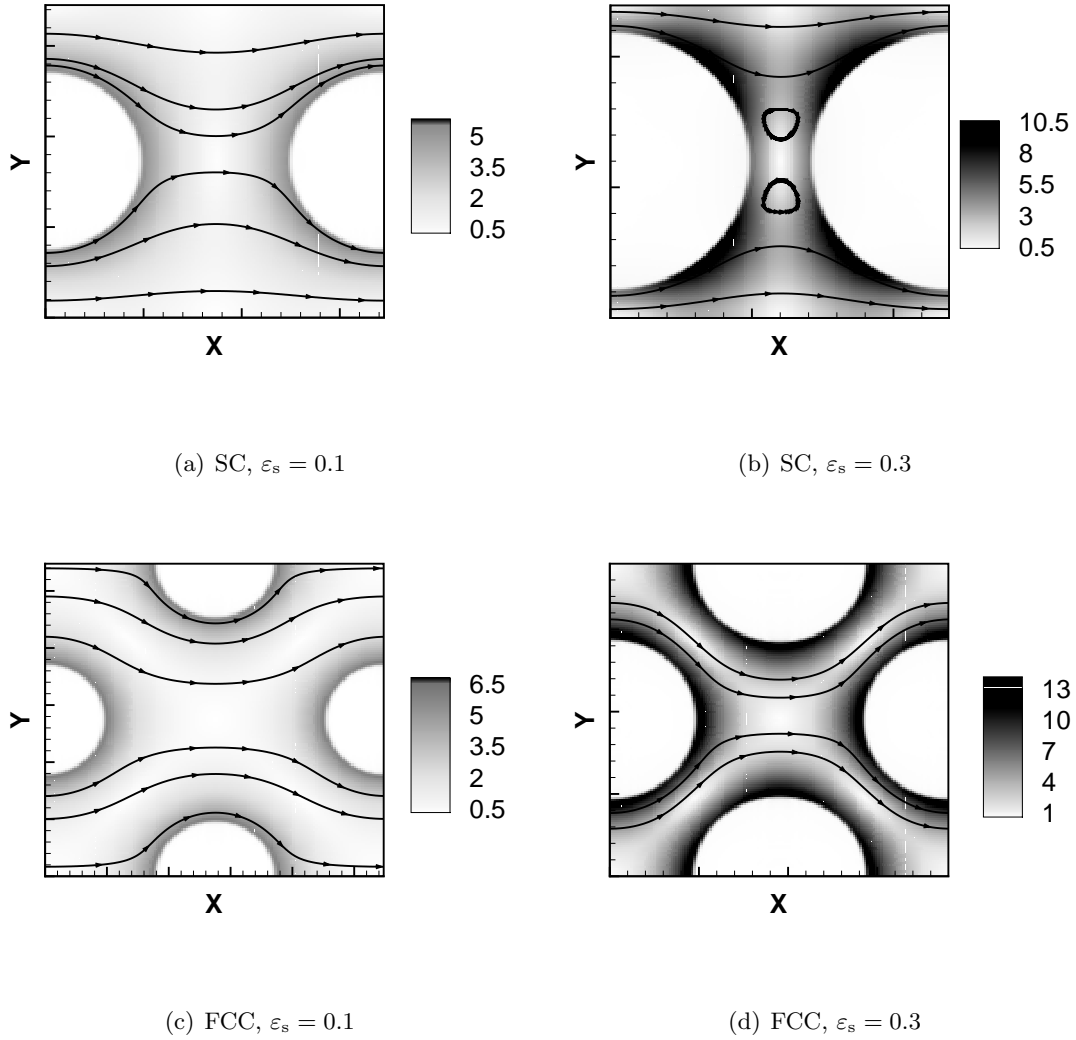 Y
X
5
3.5
2
0.5
(a) SC, εs = 0.1
Y
X
10.5
8
5.5
3
0.5
(b) SC, εs = 0.3
Y
X
6.5
5
3.5
2
0.5
(c) FCC, εs = 0.1
Y
X
13
10
7
4
1
(d) FCC, εs = 0.3